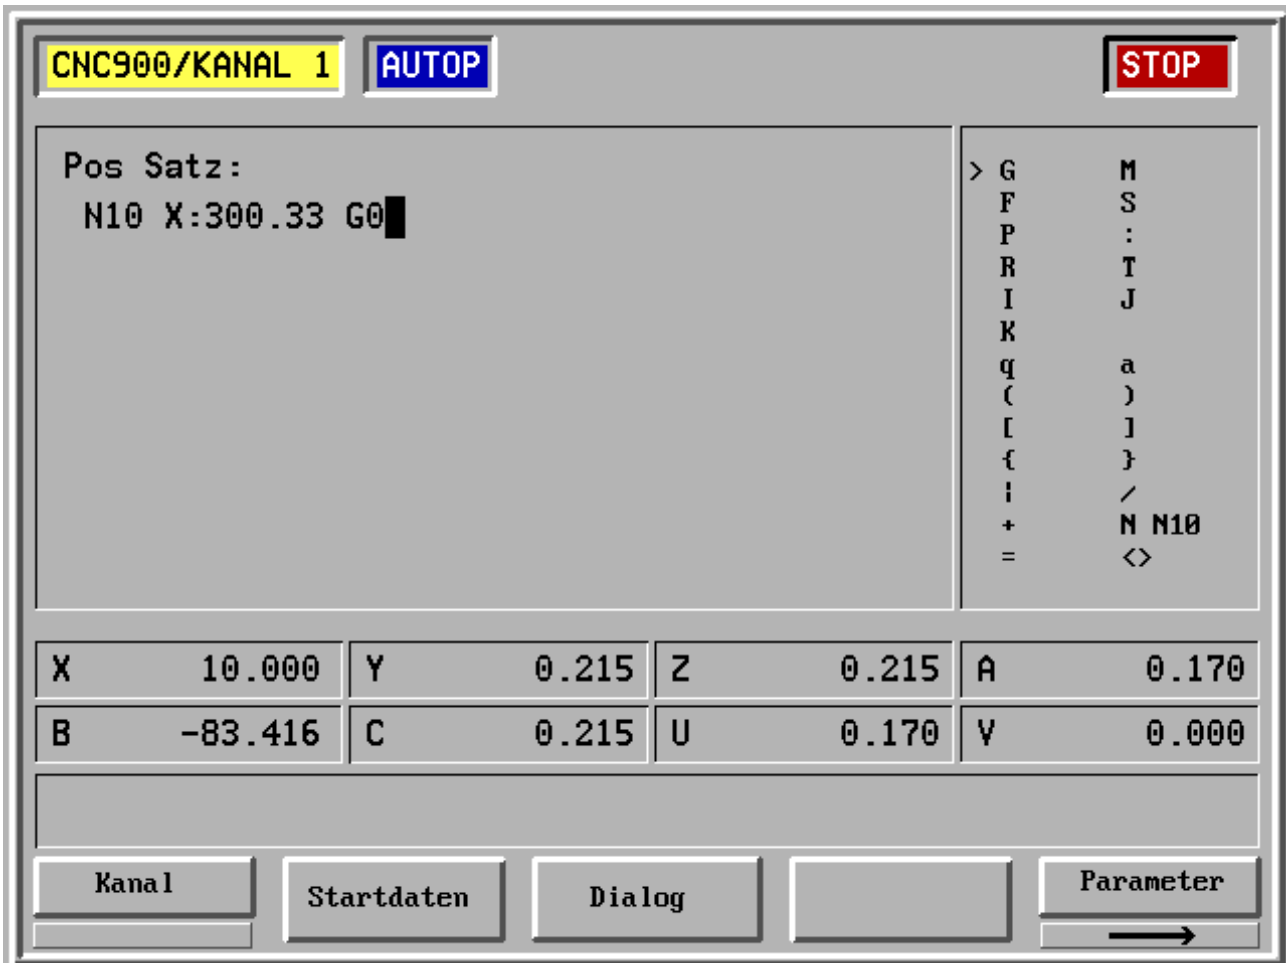 CNC900/KANAL 1 AUTOP STOP
Pos Satz:
N10 X:300.33 G0
> G M
F S
P :
R T
I J
K
q a
( )
[ ]
{ }
¦ /
+ N N10
= <>
X 10.000 Y 0.215 Z 0.215 A 0.170
B -83.416 C 0.215 U 0.170 V 0.000
Kanal Startdaten Dialog Parameter